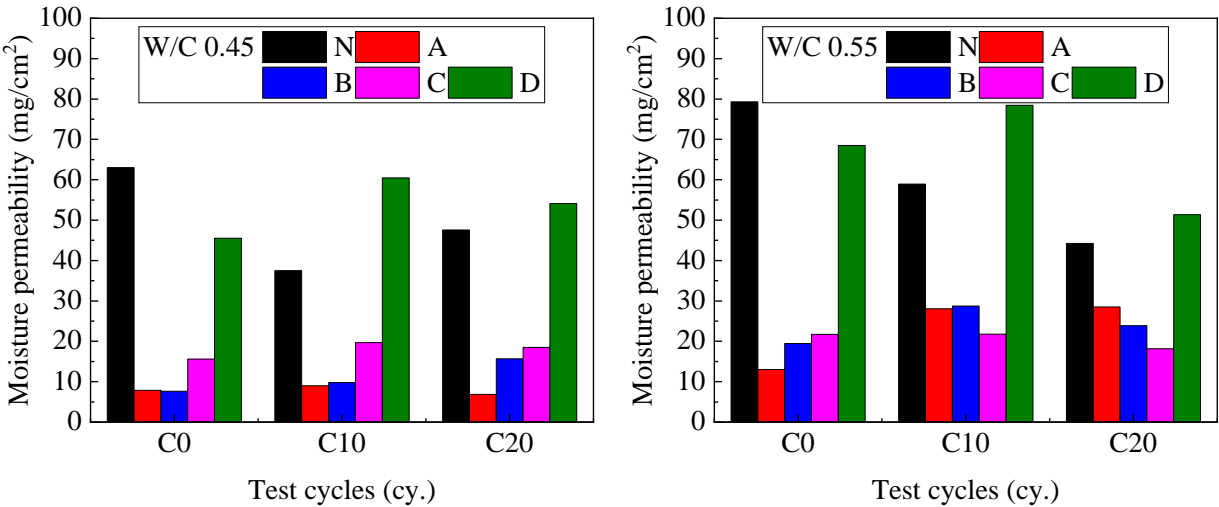 Moisture permeability (mg/cm²)
100
90
80
70
60
50
40
30
20
10
0
W/C 0.45 N A
B C D
C0 C10 C20
Test cycles (cy.)
Moisture permeability (mg/cm²)
100
90
80
70
60
50
40
30
20
10
0
W/C 0.55 N A
B C D
C0 C10 C20
Test cycles (cy.)